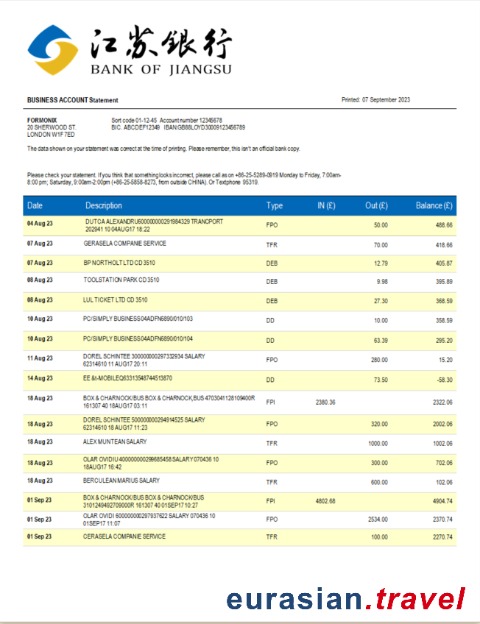 江苏银行
BANK OF JIANGSU
BUSINESS ACCOUNT Statement Printed: 07 September 2023
FORMONIX Sort code 01-12-45 Account number 12345678
20 SHERWOOD ST. BIC. ABCDEF12349 IBANIGB88LOYD30009123456789
LONDON W1F7ED
The data shown on your statement was correct at the time of printing. Please remember, this isn't an official bank copy.
Please check your statement. If you think that something looks incorrect, please call as on +86-25-5289-0919 Monday to Friday, 7:00am-
8:00 pm; Saturday, 9:00am-2:00pm (+86-25-5858-8273, from outside CHINA). Or Textphone 95319.
Date Description Type IN (£) Out (£) Balance (£)
04 Aug 23 DUTCA ALEXANDRU600000000291984329 TRANCPORT FPO 50.00 488.66
202941 10 04AUG17 18:22
07 Aug 23 GERASELA COMPANIE SERVICE TFR 70.00 418.66
07 Aug 23 BP NORTHOLT LTD CD 3510 DEB 12.79 405.87
08 Aug 23 TOOLSTATION PARK CD 3510 DEB 9.98 395.89
08 Aug 23 LUL TICKET LTD CD 3510 DEB 27.30 368.59
10 Aug 23 PC/SIMPLY BUSINESS04ADFN6890/010/103 DD 10.00 358.59
10 Aug 23 PC/SIMPLY BUSINESS04ADFN6890/010/104 DD 63.39 295.20
11 Aug 23 DOREL SCHINTEE 300000000297332934 SALARY FPO 280.00 15.20
62314610 11 AUG17 20:11
14 Aug 23 EE &t-MOBILEQ63313548744513870 DD 73.50 -58.30
18 Aug 23 BOX & CHARNOCK/BUS BOX & CHARNOCK,BUS 4703041128109400R FPI 2380.36 2322.06
161307 40 18AUG17 03:11
18 Aug 23 DOREL SCHINTEE 500000000294914525 SALARY FPO 320.00 2002.06
62314610 18 AUG17 11:23
18 Aug 23 ALEX MUNTEAN SALARY TFR 1000.00 1002.06
18 Aug 23 OLAR OVIDIU 400000000299685458 SALARY 070436 10 FPO 300.00 702.06
18AUG17 16:42
18 Aug 23 BERCULEAN MARIUS SALARY TFR 600.00 102.06
01 Sep 23 BOX & CHARNOCK/BUS BOX & CHARNOCK/BUS FPI 4802.68 4904.74
3101249492709000R 161307 40 01SEP17 10:27
01 Sep 23 OLAR OVIDI 600000000297937622 SALARY 070436 10 FPO 2534.00 2370.74
01SEP17 11:07
01 Sep 23 CERASELA COMPANIE SERVICE TFR 100.00 2270.74
eurasian.travel